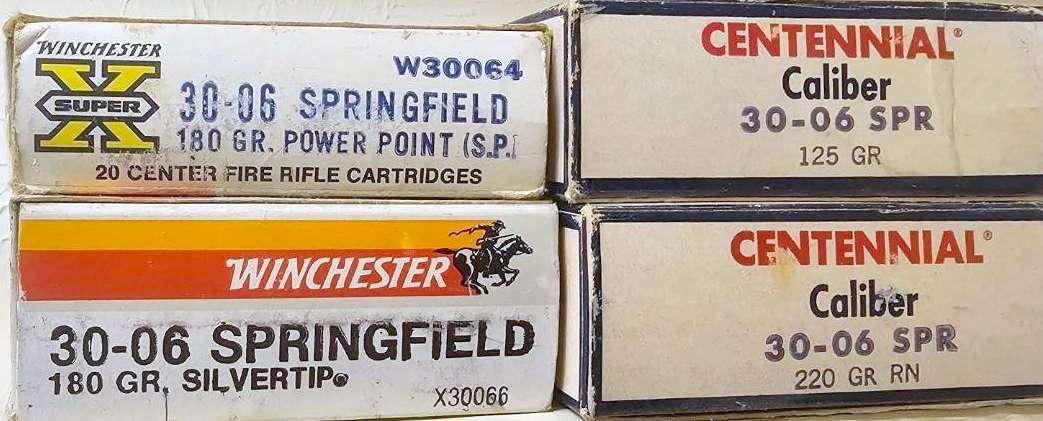 WINCHESTER
SUPER X
W30064
30-06 SPRINGFIELD
180 GR. POWER POINT (S.P.
20 CENTER FIRE RIFLE CARTRIDGES
WINCHESTER
30-06 SPRINGFIELD
180 GR. SILVERTIP®
X30066
CENTENNIAL®
Caliber
30-06 SPR
125 GR
CENTENNIAL®
Caliber
30-06 SPR
220 GR RN